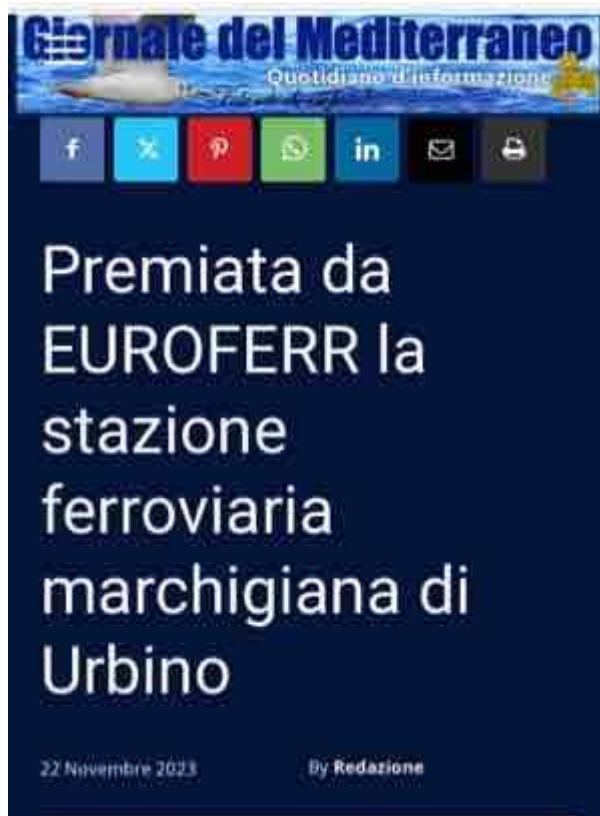 Giornale del Mediterraneo
Quotidiano d'informazione
f
in
Premiata da
EUROFERR la
stazione
ferroviaria
marchigiana di
Urbino
22 Novembre 2023 By Redazione